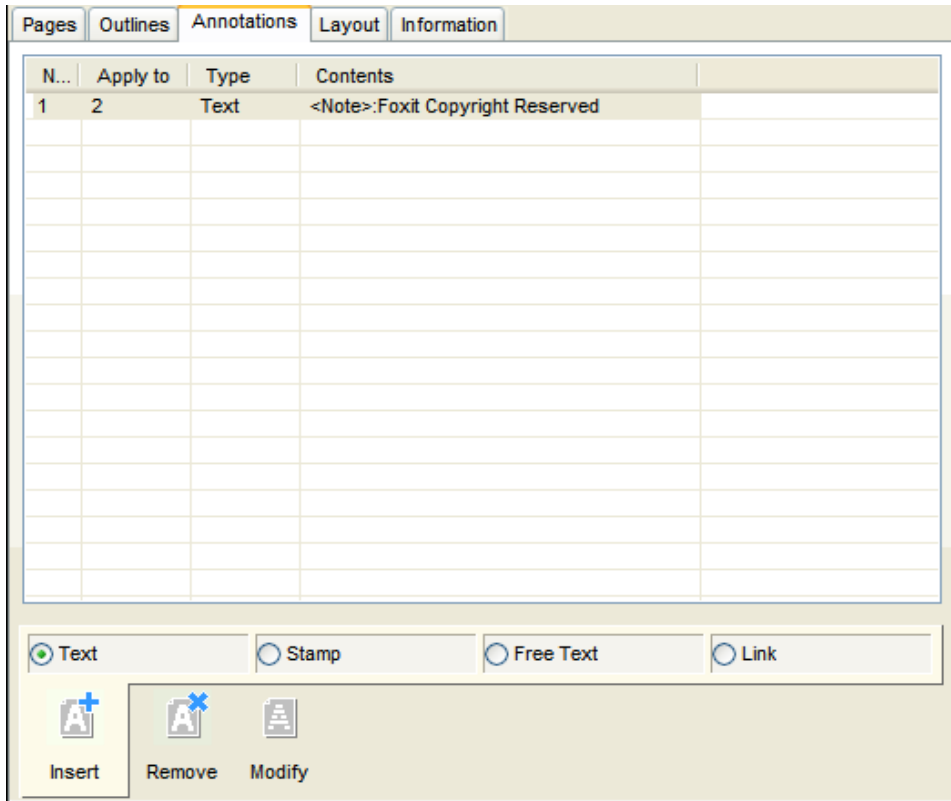 Pages Outlines Annotations Layout Information
N... Apply to Type Contents
1 2 Text <Note>:Foxit Copyright Reserved
Text Stamp Free Text Link
Insert Remove Modify